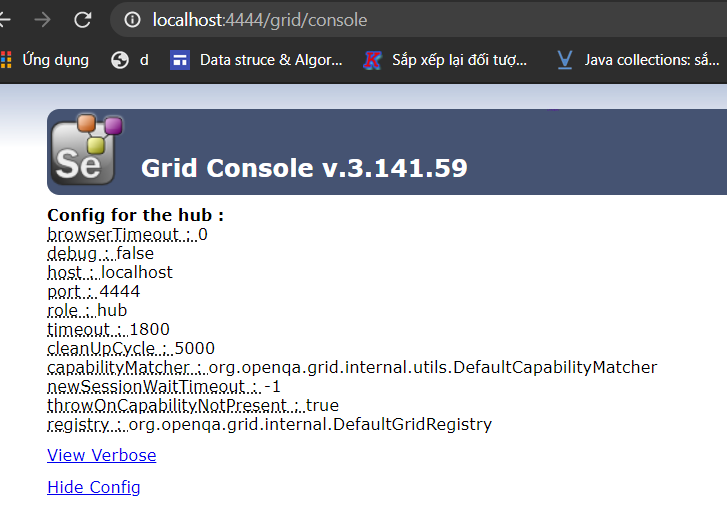 localhost:4444/grid/console
Ứng dụng d Data struce & Algor... Sắp xếp lại đối tượ... Java collections: sắ...
Se Grid Console v.3.141.59
Config for the hub :
browserTimeout : 0
debug : false
host : localhost
port : 4444
role : hub
timeout : 1800
cleanUpCycle : 5000
capabilityMatcher : org.openqa.grid.internal.utils.DefaultCapabilityMatcher
newSessionWaitTimeout : -1
throwOnCapabilityNotPresent : true
registry : org.openqa.grid.internal.DefaultGridRegistry
View Verbose
Hide Config